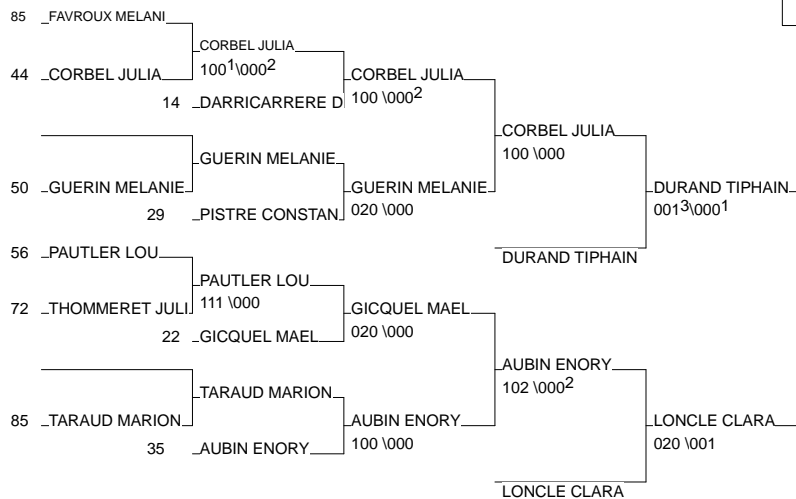 85 FAVROUX MELANI
CORBEL JULIA
100¹\000²
44 CORBEL JULIA
CORBEL JULIA
100 \000²
14 DARRICARRERE D
CORBEL JULIA
100 \000
GUERIN MELANIE
50 GUERIN MELANIE
GUERIN MELANIE
020 \000
DURAND TIPHAIN
001³\000¹
29 PISTRE CONSTAN
56 PAUTLER LOU
DURAND TIPHAIN
PAUTLER LOU
111 \000
72 THOMMERET JULI
GICQUEL MAEL
020 \000
22 GICQUEL MAEL
AUBIN ENORY
102 \000²
TARAUD MARION
85 TARAUD MARION
AUBIN ENORY
100 \000
LONCLE CLARA
020 \001
35 AUBIN ENORY
LONCLE CLARA